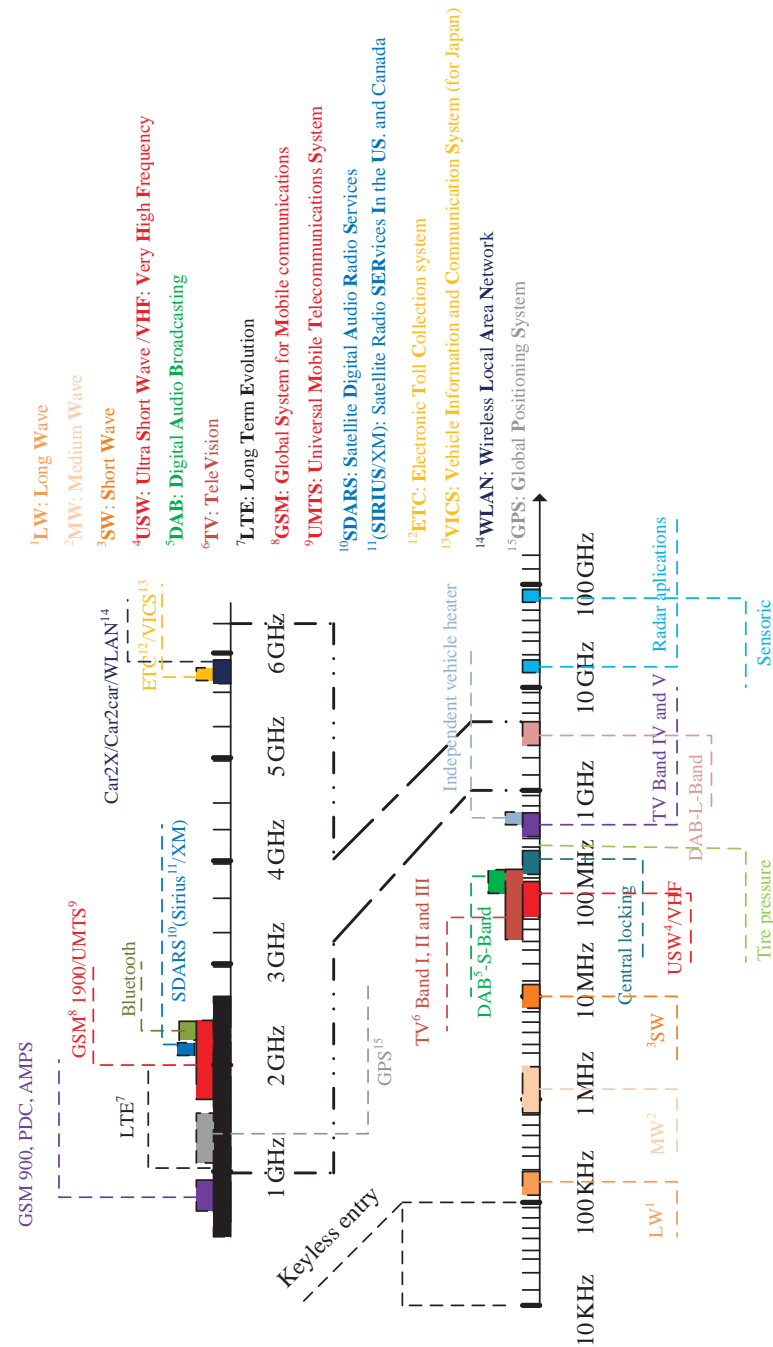 GSM 900, PDC, AMPS
LTE⁷
GSM⁸ 1900/UMTS⁹
Bluetooth
SDARS¹⁰(Sirius¹¹/XM)
Car2X/Car2car/WLAN¹⁴
ETC¹²/VICS¹³
1 GHz
2 GHz
3 GHz
4 GHz
5 GHz
6 GHz
GPS¹⁵
Keyless entry
TV⁶ Band I, II and III
DAB⁵-S-Band
Independent vehicle heater
10 KHz
100 KHz
1 MHz
10 MHz
100 MHz
1 GHz
10 GHz
100 GHz
LW¹
MW²
³SW
USW⁴/VHF
Central locking
Tire pressure
DAB-L-Band
TV Band IV and V
Radar aplications
Sensoric
¹LW: Long Wave
²MW: Medium Wave
³SW: Short Wave
⁴USW: Ultra Short Wave /VHF: Very High Frequency
⁵DAB: Digital Audio Broadcasting
⁶TV: TeleVision
⁷LTE: Long Term Evolution
⁸GSM: Global System for Mobile communications
⁹UMTS: Universal Mobile Telecommunications System
¹⁰SDARS: Satellite Digital Audio Radio Services
¹¹(SIRIUS/XM): Satellite Radio SERvices In the US. and Canada
¹²ETC: Electronic Toll Collection system
¹³VICS: Vehicle Information and Communication System (for Japan)
¹⁴WLAN: Wireless Local Area Network
¹⁵GPS: Global Positioning System